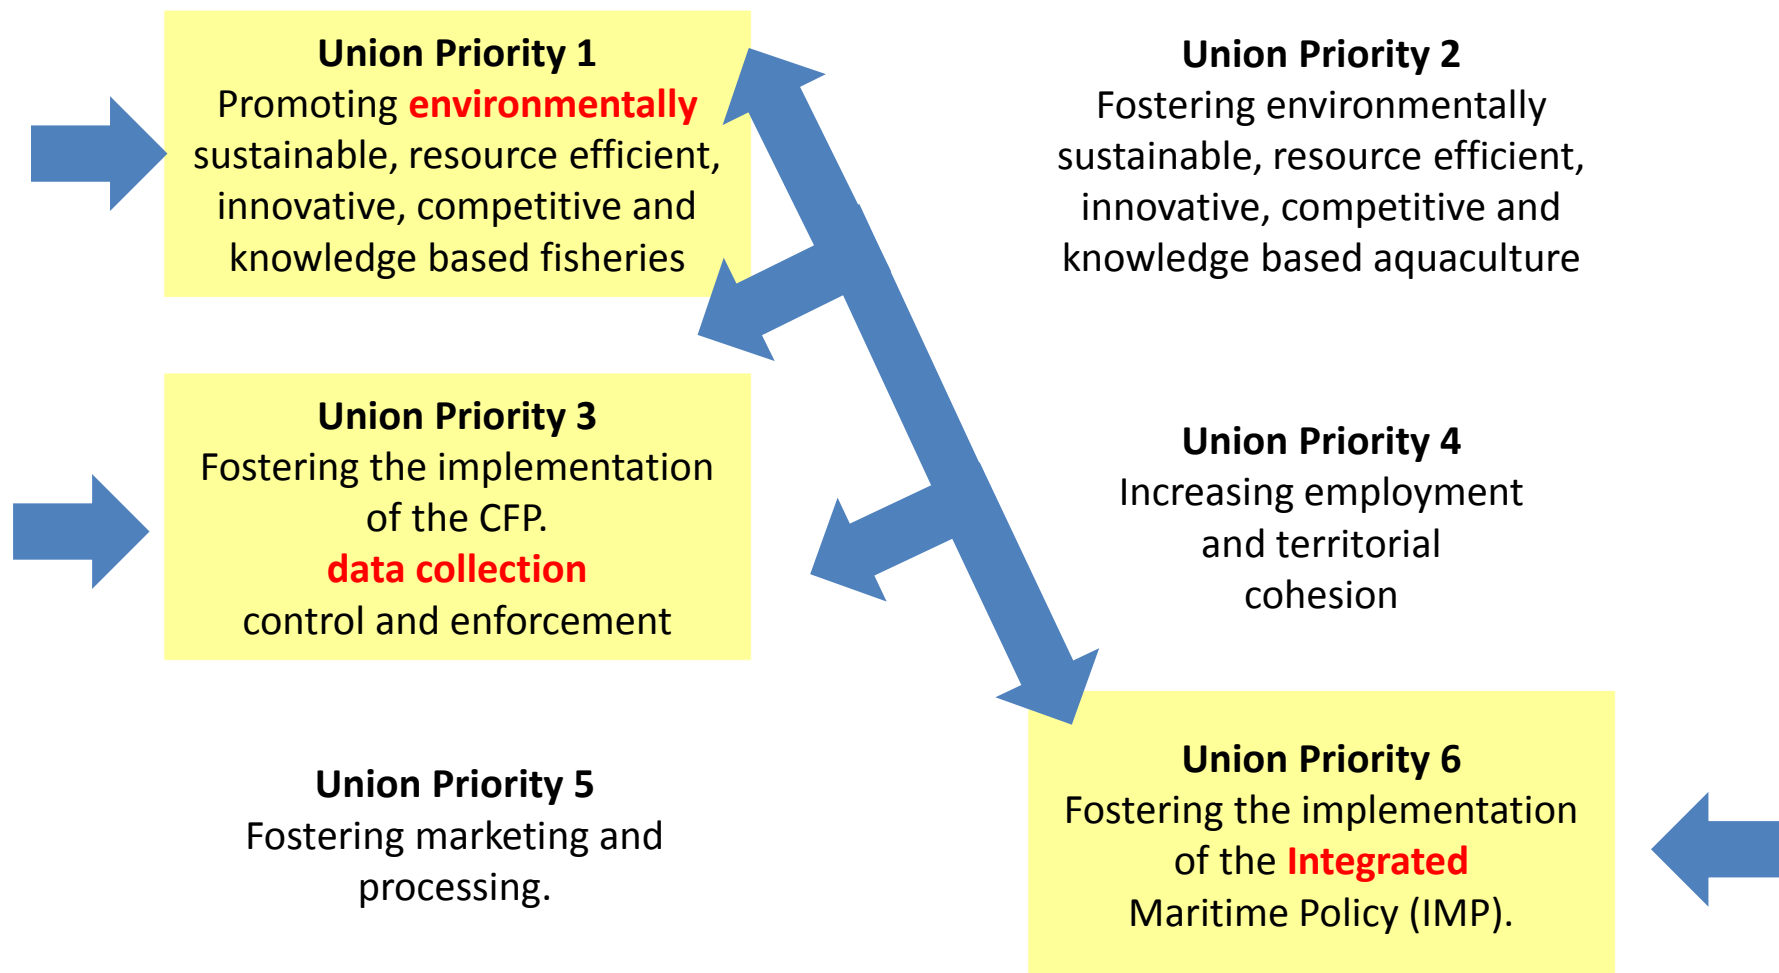 Union Priority 1
Promoting environmentally
sustainable, resource efficient,
innovative, competitive and
knowledge based fisheries
Union Priority 2
Fostering environmentally
sustainable, resource efficient,
innovative, competitive and
knowledge based aquaculture
Union Priority 3
Fostering the implementation
of the CFP.
data collection
control and enforcement
Union Priority 4
Increasing employment
and territorial
cohesion
Union Priority 5
Fostering marketing and
processing.
Union Priority 6
Fostering the implementation
of the Integrated
Maritime Policy (IMP).